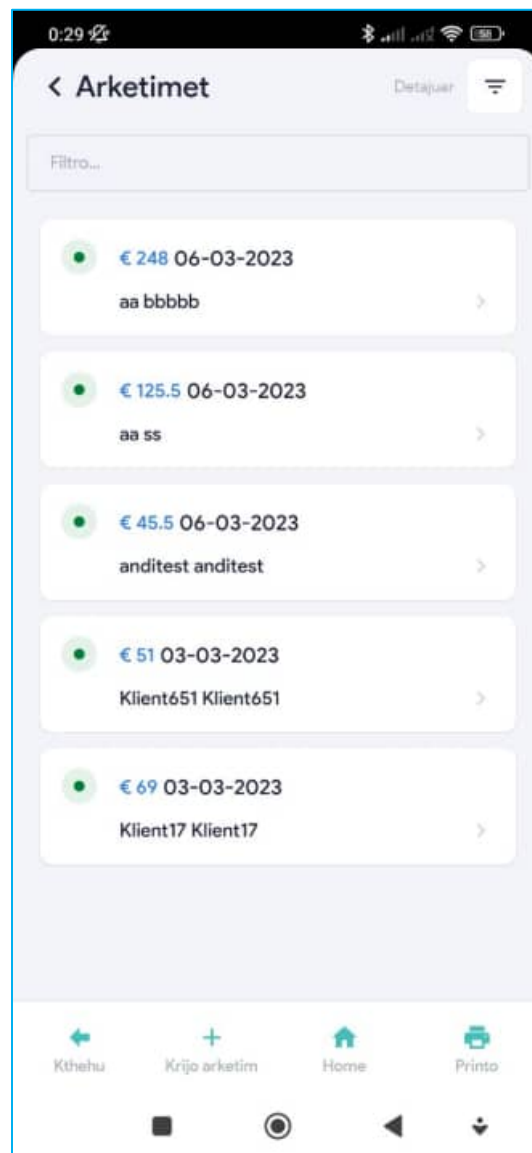 0:29
58
Arketimet
Detajuar
Filtro...
€ 248 06-03-2023
aa bbbbb
€ 125.5 06-03-2023
aa ss
€ 45.5 06-03-2023
anditest anditest
€ 51 03-03-2023
Klient651 Klient651
€ 69 03-03-2023
Klient17 Klient17
Kthehu Krijo arketim Home Printo